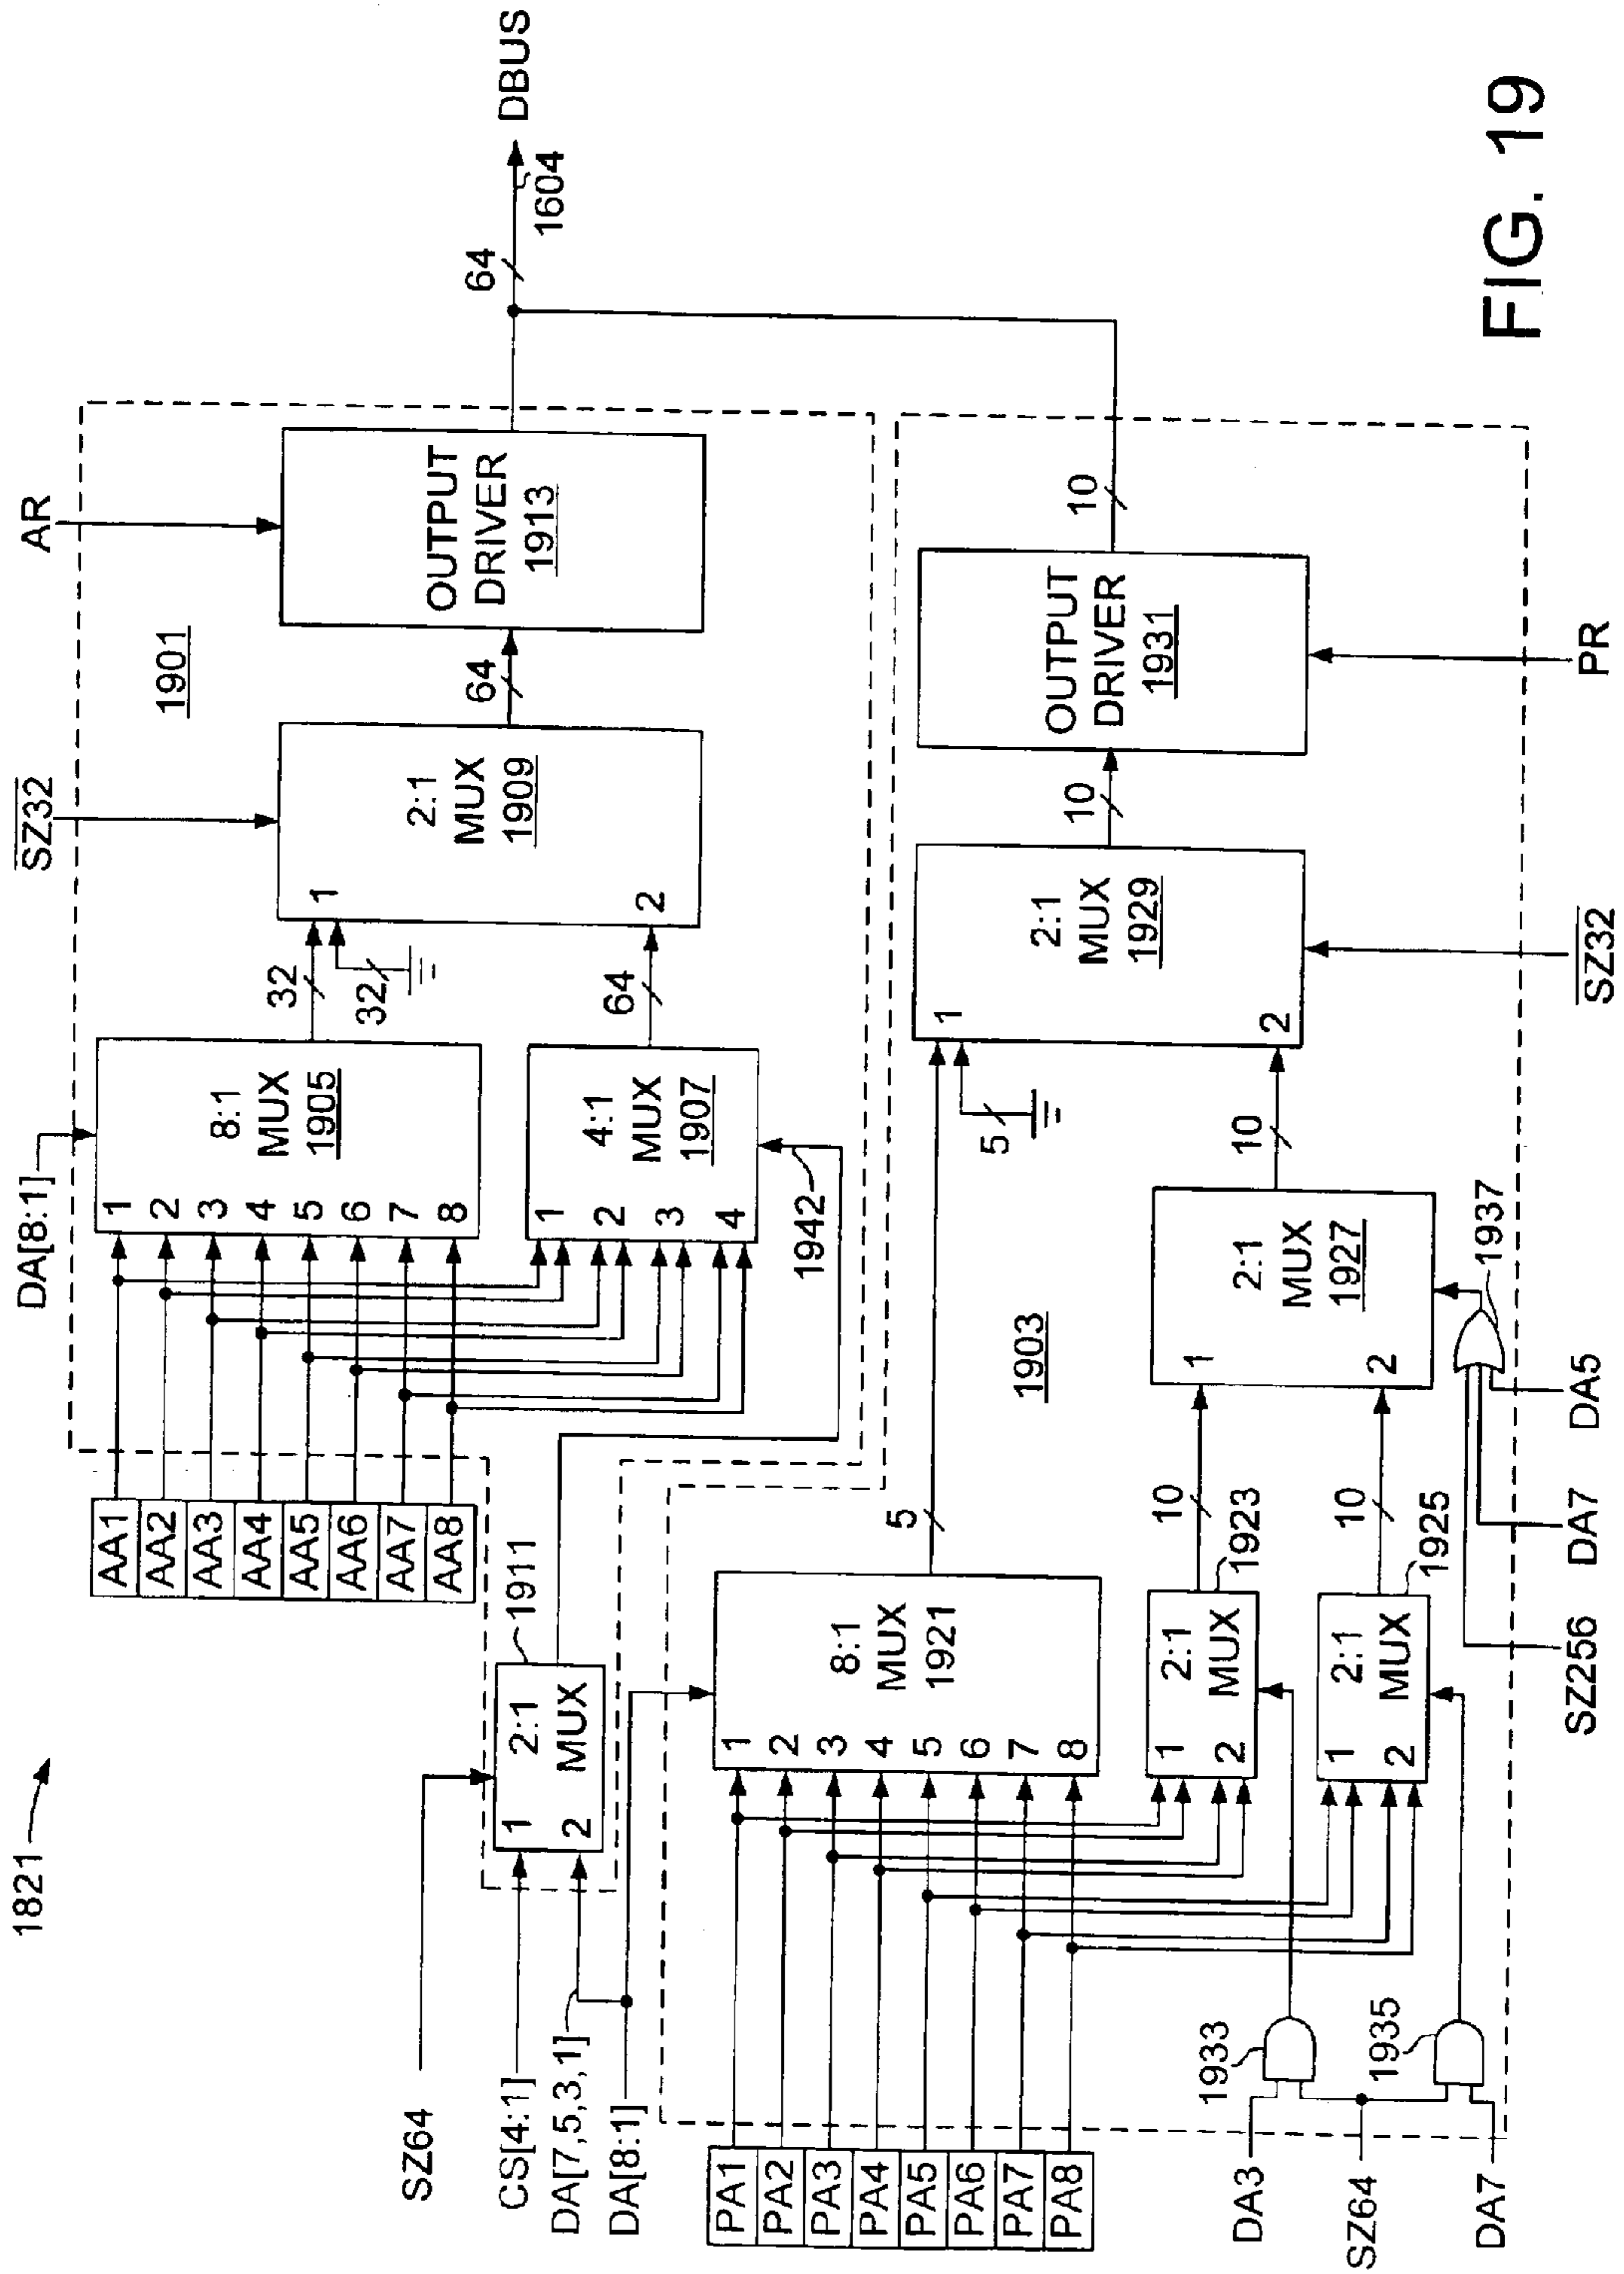 1821
AR
SZ32
1901
DA[8:1]
8:1
MUX
1905
1
2
3
4
5
6
7
8
4:1
MUX
1907
1
2
3
4
1942
32
32
64
2:1
MUX
1909
1
2
64
OUTPUT
DRIVER
1913
64
1604
DBUS
AA1
AA2
AA3
AA4
AA5
AA6
AA7
AA8
SZ64
2:1
MUX
1
2
1911
CS[4:1]
DA[7,5,3,1]
DA[8:1]
PA1
PA2
PA3
PA4
PA5
PA6
PA7
PA8
8:1
MUX
1921
1
2
3
4
5
6
7
8
5
5
1903
2:1
MUX
1
2
1923
10
2:1
MUX
1
2
1925
10
2:1
MUX
1927
1
2
10
1937
2:1
MUX
1929
1
2
10
OUTPUT
DRIVER
1931
10
1933
1935
DA3
SZ64
DA7
SZ256
DA7
DA5
SZ32
PR
FIG. 19